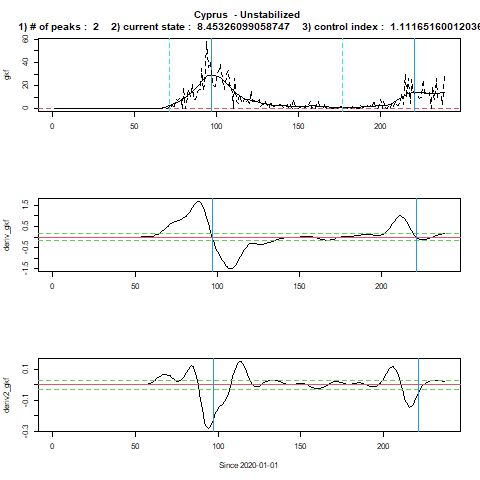 Cyprus - Unstabilized
1) # of peaks : 2 2) current state : 8.45326099058747 3) control index : 1.1116516001203
gkf
60
40
20
0
0 50 100 150 200
deriv_gkf
1.5
0.5
-0.5
-1.5
0 50 100 150 200
deriv2_gkf
0.1
-0.1
-0.3
0 50 100 150 200
Since 2020-01-01